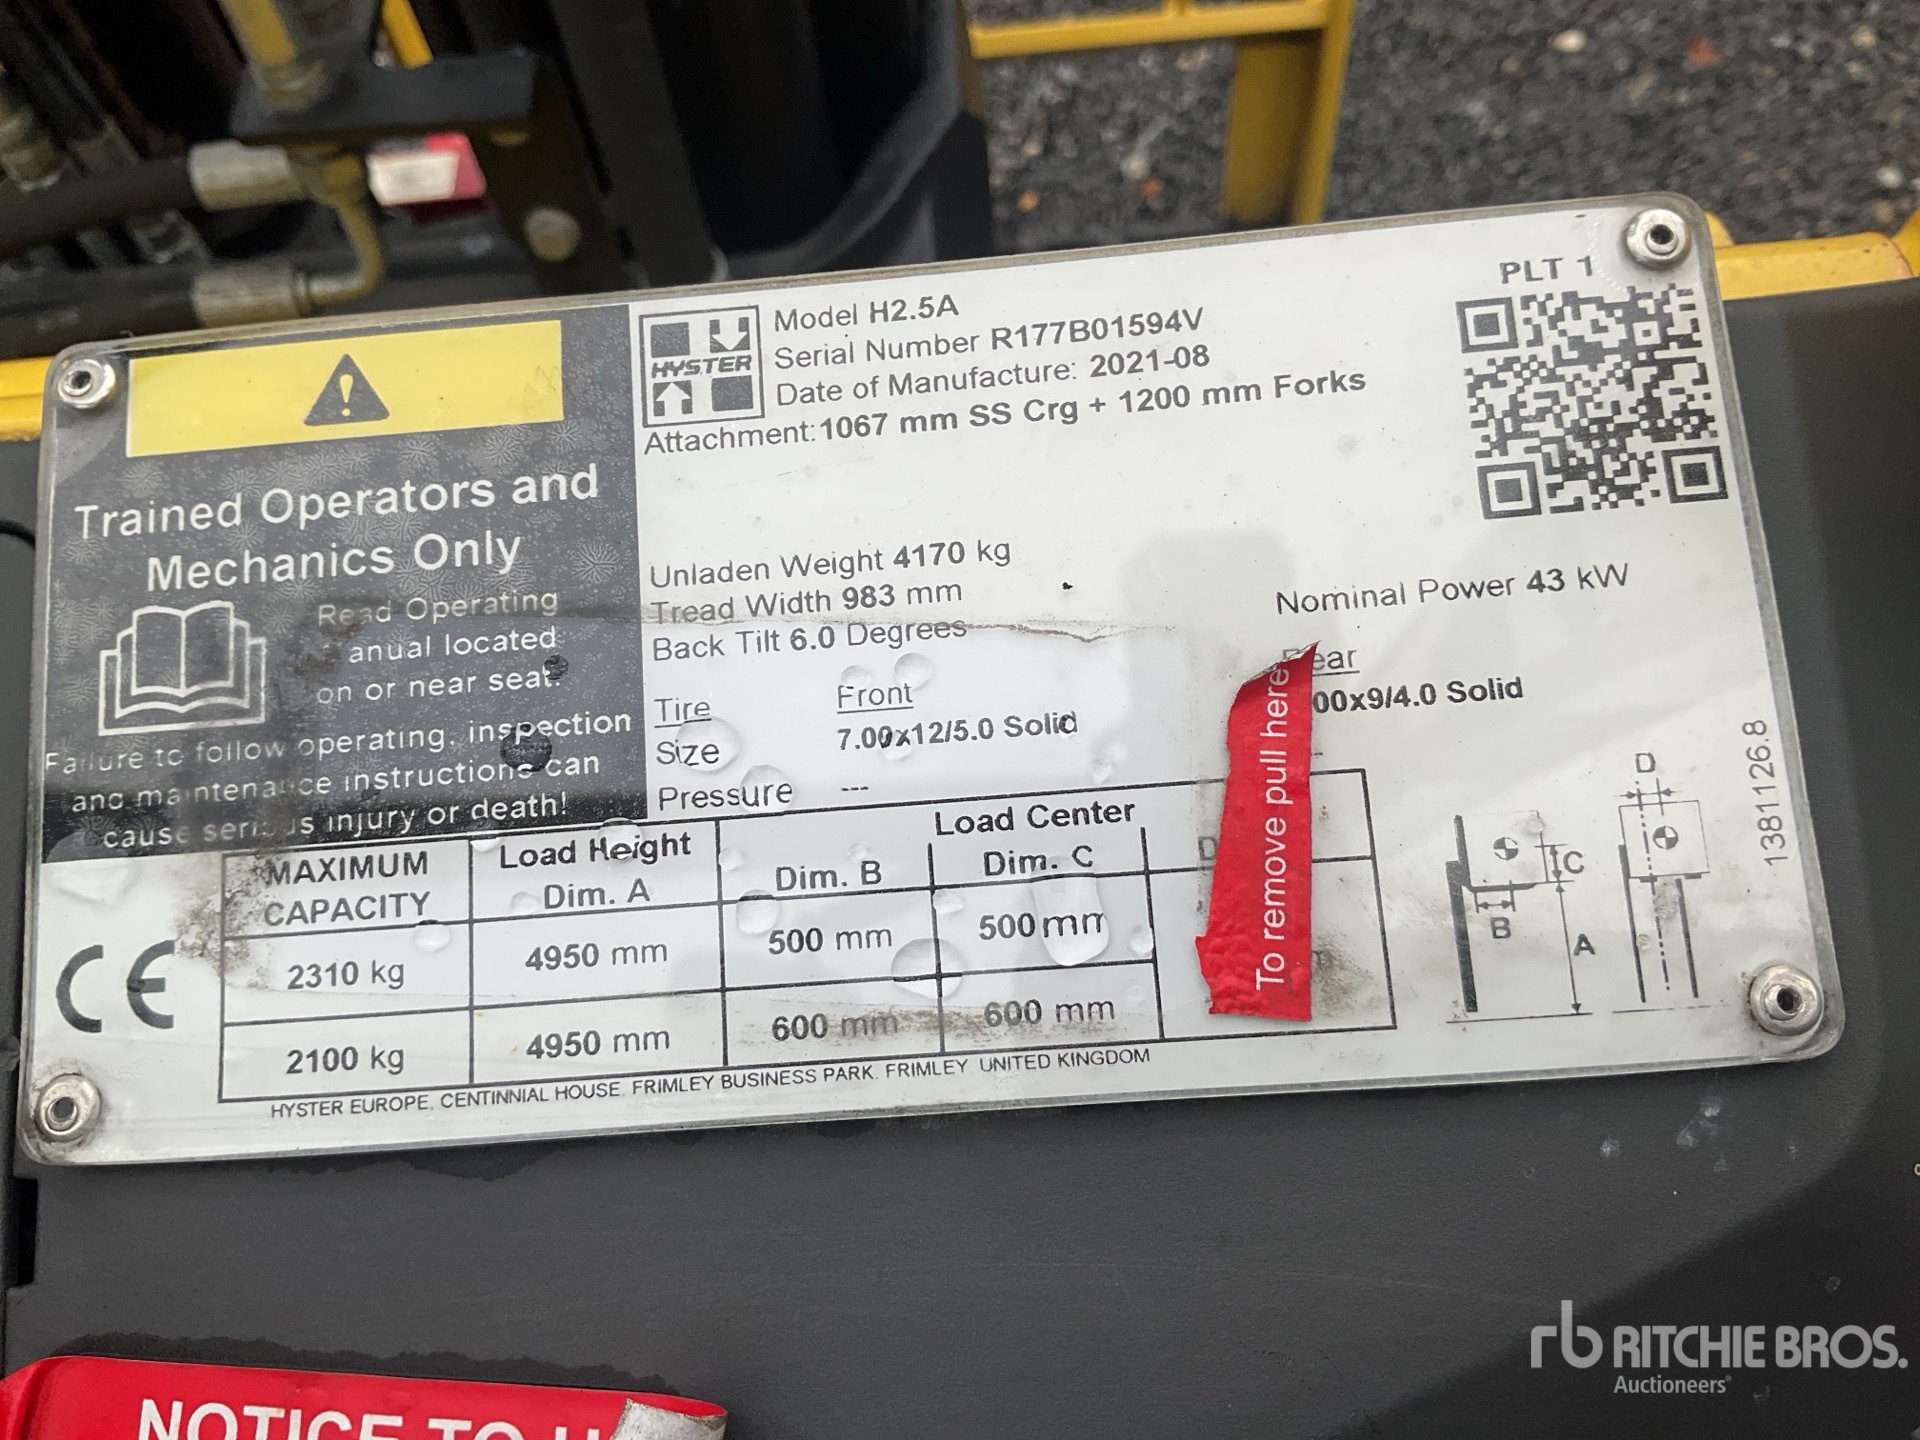 PLT 1
HYSTER
Model H2.5A
Serial Number R177B01594V
Date of Manufacture: 2021-08
Attachment: 1067 mm SS Crg + 1200 mm Forks
Trained Operators and
Mechanics Only
Read Operating
anual located
on or near seat.
Failure to follow operating, inspection
and maintenance instructions can
cause serious injury or death!
Unladen Weight 4170 kg
Tread Width 983 mm
Back Tilt 6.0 Degrees
Nominal Power 43 kW
Tire Front Rear
Size 7.00x12/5.0 Solid 00x9/4.0 Solid
Pressure ---
MAXIMUM CAPACITY Load Height Dim. A Load Center
Dim. B Dim. C D
2310 kg 4950 mm 500 mm 500 mm
2100 kg 4950 mm 600 mm 600 mm
HYSTER EUROPE. CENTINNIAL HOUSE. FRIMLEY BUSINESS PARK. FRIMLEY. UNITED KINGDOM
CE
To remove pull here
D
C
B
A
1381126.8
NOTICE TO
rb RITCHIE BROS.
Auctioneers